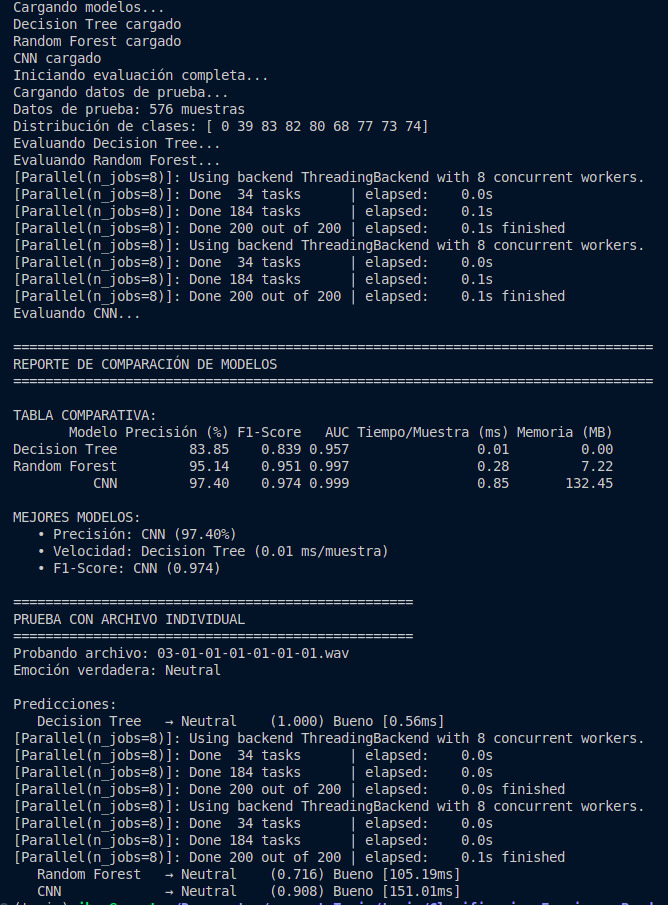 Cargando modelos...
Decision Tree cargado
Random Forest cargado
CNN cargado
Iniciando evaluación completa...
Cargando datos de prueba...
Datos de prueba: 576 muestras
Distribución de clases: [ 0 39 83 82 80 68 77 73 74]
Evaluando Decision Tree...
Evaluando Random Forest...
[Parallel(n_jobs=8)]: Using backend ThreadingBackend with 8 concurrent workers.
[Parallel(n_jobs=8)]: Done  34 tasks      | elapsed:    0.0s
[Parallel(n_jobs=8)]: Done 184 tasks      | elapsed:    0.1s
[Parallel(n_jobs=8)]: Done 200 out of 200 | elapsed:    0.1s finished
[Parallel(n_jobs=8)]: Using backend ThreadingBackend with 8 concurrent workers.
[Parallel(n_jobs=8)]: Done  34 tasks      | elapsed:    0.0s
[Parallel(n_jobs=8)]: Done 184 tasks      | elapsed:    0.1s
[Parallel(n_jobs=8)]: Done 200 out of 200 | elapsed:    0.1s finished
Evaluando CNN...
================================================================================
REPORTE DE COMPARACIÓN DE MODELOS
================================================================================
TABLA COMPARATIVA:
       Modelo Precisión (%) F1-Score   AUC Tiempo/Muestra (ms) Memoria (MB)
Decision Tree         83.85    0.839 0.957                0.01         0.00
Random Forest         95.14    0.951 0.997                0.28         7.22
          CNN         97.40    0.974 0.999                0.85       132.45
MEJORES MODELOS:
   • Precisión: CNN (97.40%)
   • Velocidad: Decision Tree (0.01 ms/muestra)
   • F1-Score: CNN (0.974)
==================================================
PRUEBA CON ARCHIVO INDIVIDUAL
==================================================
Probando archivo: 03-01-01-01-01-01-01.wav
Emoción verdadera: Neutral
Predicciones:
   Decision Tree   → Neutral    (1.000) Bueno [0.56ms]
[Parallel(n_jobs=8)]: Using backend ThreadingBackend with 8 concurrent workers.
[Parallel(n_jobs=8)]: Done  34 tasks      | elapsed:    0.0s
[Parallel(n_jobs=8)]: Done 184 tasks      | elapsed:    0.0s
[Parallel(n_jobs=8)]: Done 200 out of 200 | elapsed:    0.0s finished
[Parallel(n_jobs=8)]: Using backend ThreadingBackend with 8 concurrent workers.
[Parallel(n_jobs=8)]: Done  34 tasks      | elapsed:    0.0s
[Parallel(n_jobs=8)]: Done 184 tasks      | elapsed:    0.0s
[Parallel(n_jobs=8)]: Done 200 out of 200 | elapsed:    0.1s finished
   Random Forest   → Neutral    (0.716) Bueno [105.19ms]
   CNN             → Neutral    (0.908) Bueno [151.01ms]